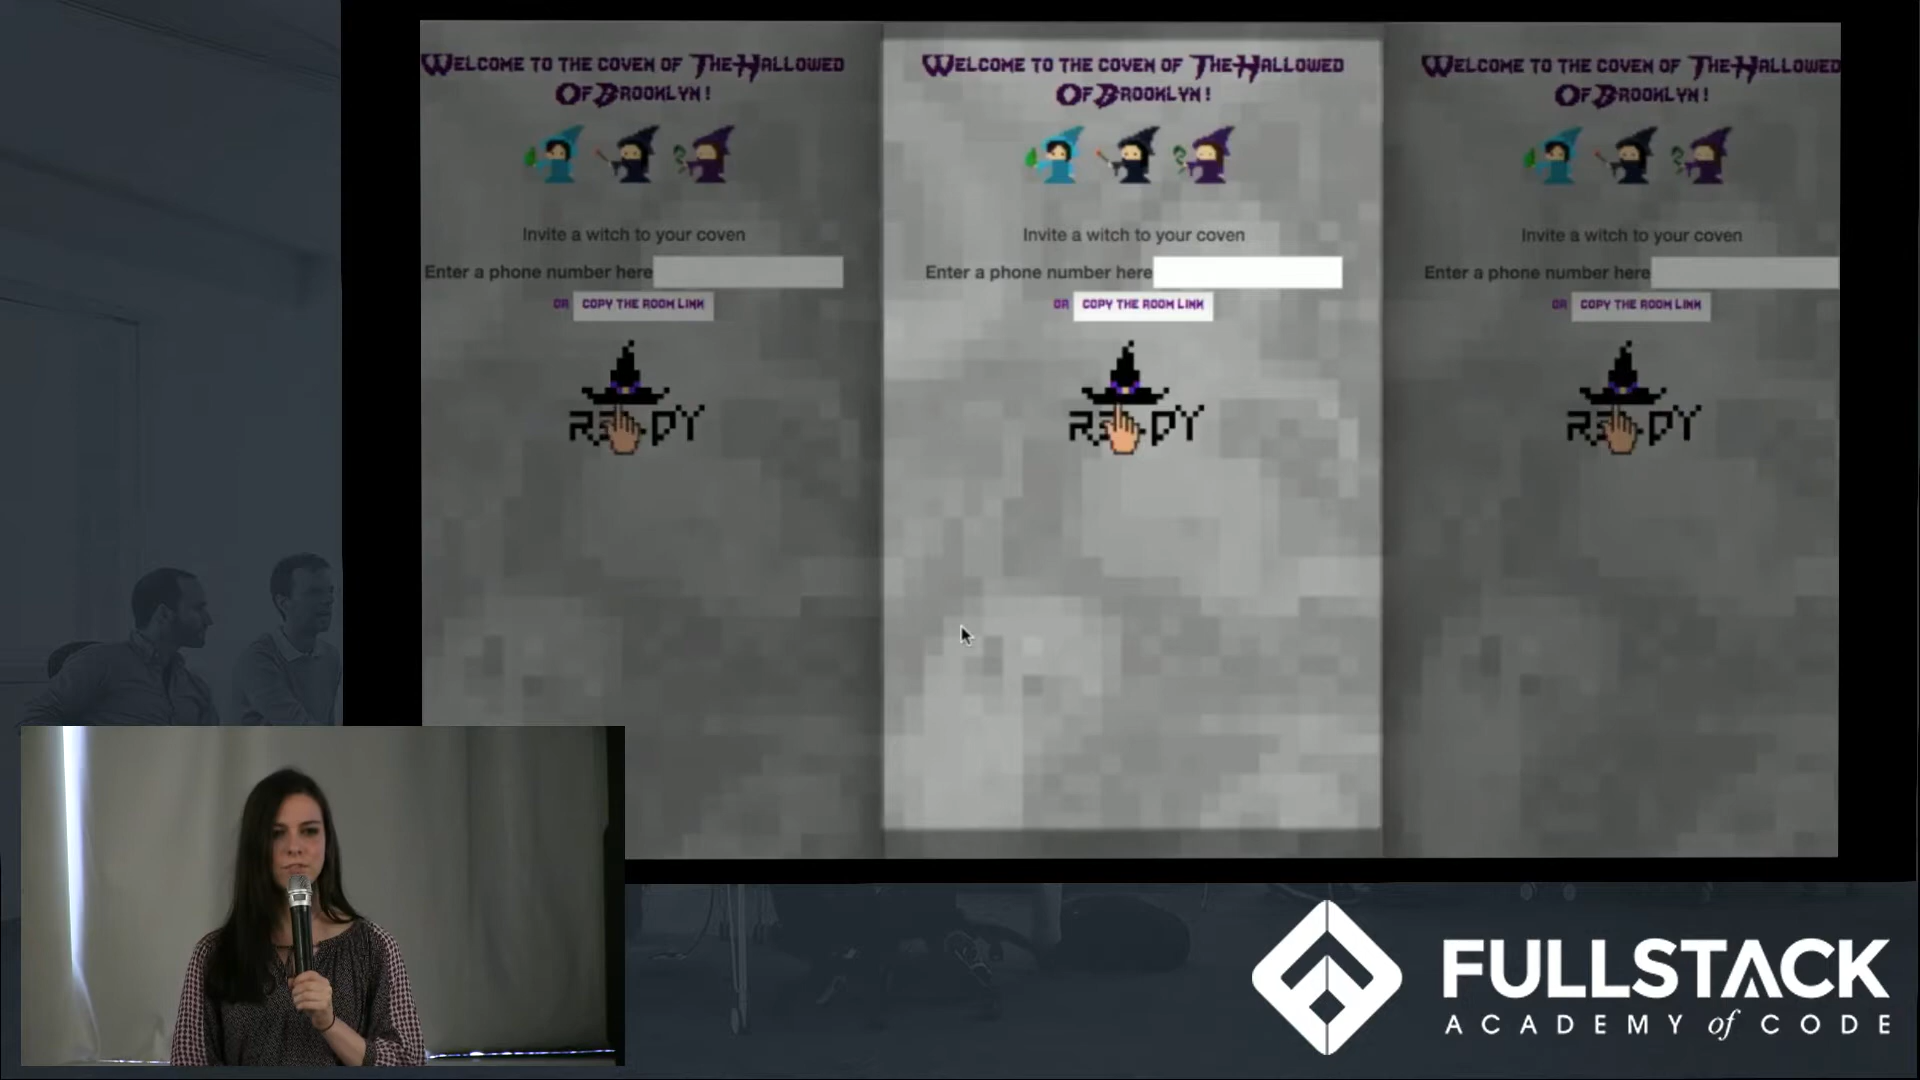 WELCOME TO THE COVEN OF THE HALLOWED
OF BROOKLYN!
Invite a witch to your coven
Enter a phone number here
OR COPY THE ROOM LINK
READY
WELCOME TO THE COVEN OF THE HALLOWED
OF BROOKLYN!
Invite a witch to your coven
Enter a phone number here
OR COPY THE ROOM LINK
READY
WELCOME TO THE COVEN OF THE HALLOWED
OF BROOKLYN!
Invite a witch to your coven
Enter a phone number here
OR COPY THE ROOM LINK
READY
FULLSTACK
ACADEMY of CODE